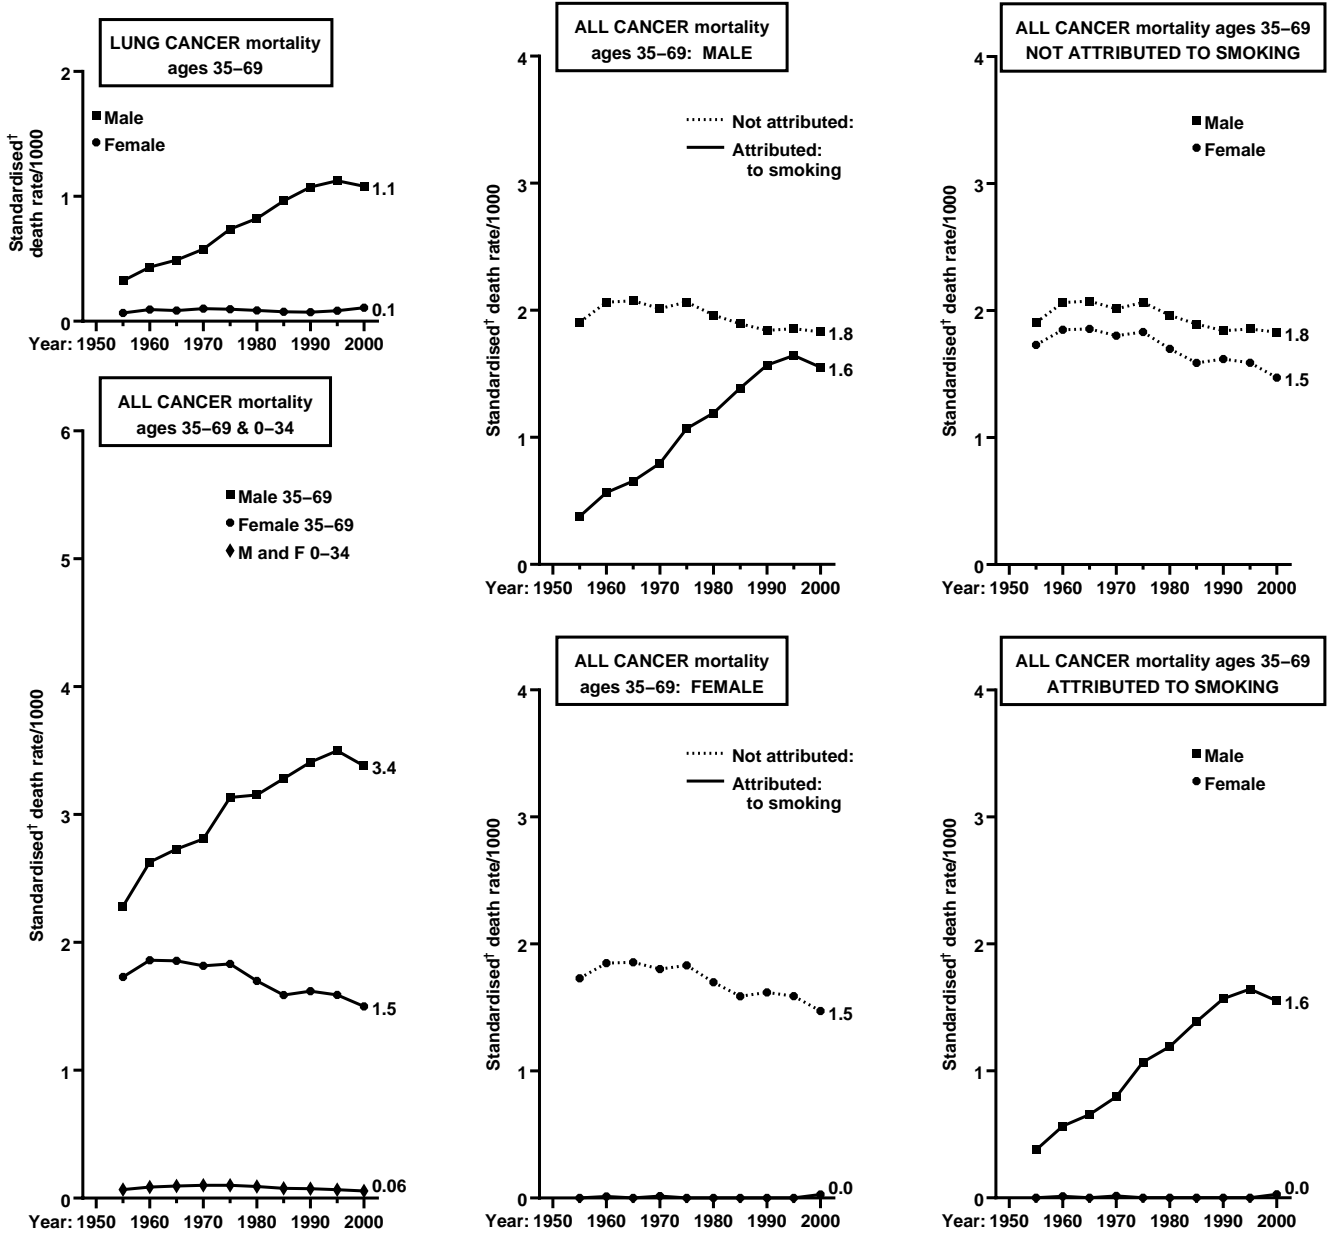 LUNG CANCER mortality
ages 35–69
2
1
0
Standardised†
death rate/1000
Male
Female
1.1
0.1
Year: 1950 1960 1970 1980 1990 2000
ALL CANCER mortality
ages 35–69 & 0–34
6
5
4
3
2
1
0
Standardised† death rate/1000
Male 35–69
Female 35–69
M and F 0–34
3.4
1.5
0.06
Year: 1950 1960 1970 1980 1990 2000
ALL CANCER mortality
ages 35–69: MALE
4
3
2
1
0
Standardised† death rate/1000
Not attributed:
Attributed:
to smoking
1.8
1.6
Year: 1950 1960 1970 1980 1990 2000
ALL CANCER mortality
ages 35–69: FEMALE
4
3
2
1
0
Standardised† death rate/1000
Not attributed:
Attributed:
to smoking
1.5
0.0
Year: 1950 1960 1970 1980 1990 2000
ALL CANCER mortality ages 35–69
NOT ATTRIBUTED TO SMOKING
4
3
2
1
0
Standardised† death rate/1000
Male
Female
1.8
1.5
Year: 1950 1960 1970 1980 1990 2000
ALL CANCER mortality ages 35–69
ATTRIBUTED TO SMOKING
4
3
2
1
0
Standardised† death rate/1000
Male
Female
1.6
0.0
Year: 1950 1960 1970 1980 1990 2000